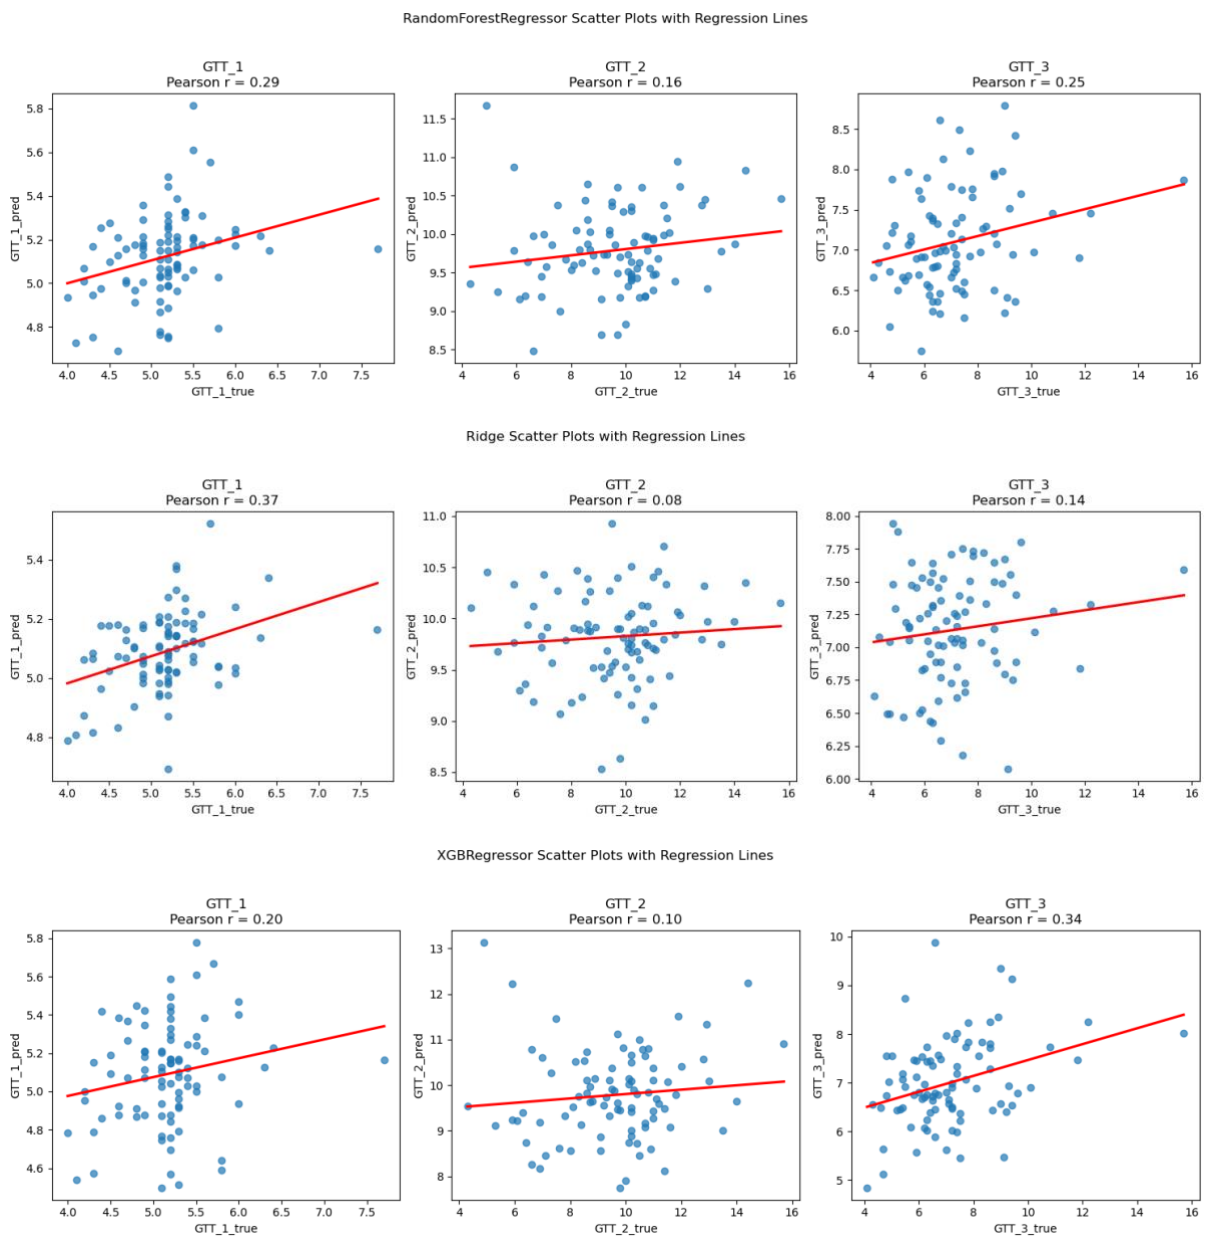 RandomForestRegressor Scatter Plots with Regression Lines
GTT_1
Pearson r = 0.29
GTT_2
Pearson r = 0.16
GTT_3
Pearson r = 0.25
GTT_1_pred
5.8
5.6
5.4
5.2
5.0
4.8
4.0 4.5 5.0 5.5 6.0 6.5 7.0 7.5
GTT_1_true
GTT_2_pred
11.5
11.0
10.5
10.0
9.5
9.0
8.5
4 6 8 10 12 14 16
GTT_2_true
GTT_3_pred
8.5
8.0
7.5
7.0
6.5
6.0
4 6 8 10 12 14 16
GTT_3_true
Ridge Scatter Plots with Regression Lines
GTT_1
Pearson r = 0.37
GTT_2
Pearson r = 0.08
GTT_3
Pearson r = 0.14
GTT_1_pred
5.4
5.2
5.0
4.8
4.0 4.5 5.0 5.5 6.0 6.5 7.0 7.5
GTT_1_true
GTT_2_pred
11.0
10.5
10.0
9.5
9.0
8.5
4 6 8 10 12 14 16
GTT_2_true
GTT_3_pred
8.00
7.75
7.50
7.25
7.00
6.75
6.50
6.25
6.00
4 6 8 10 12 14 16
GTT_3_true
XGBRegressor Scatter Plots with Regression Lines
GTT_1
Pearson r = 0.20
GTT_2
Pearson r = 0.10
GTT_3
Pearson r = 0.34
GTT_1_pred
5.8
5.6
5.4
5.2
5.0
4.8
4.6
4.0 4.5 5.0 5.5 6.0 6.5 7.0 7.5
GTT_1_true
GTT_2_pred
13
12
11
10
9
8
4 6 8 10 12 14 16
GTT_2_true
GTT_3_pred
10
9
8
7
6
5
4 6 8 10 12 14 16
GTT_3_true